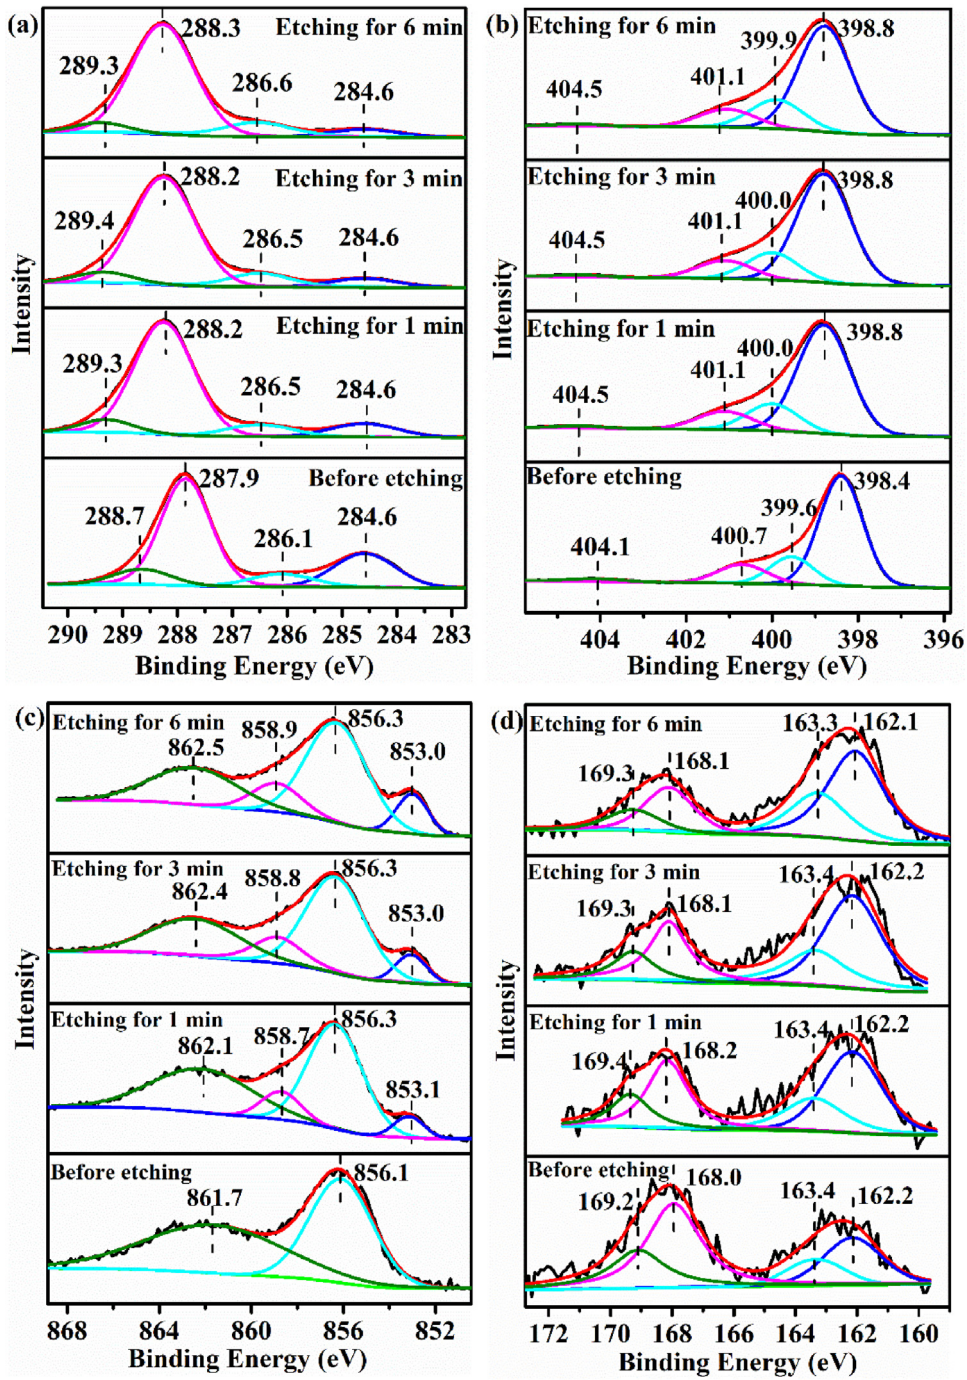 (a)
Etching for 6 min
288.3
289.3
286.6
284.6
Etching for 3 min
288.2
289.4
286.5
284.6
Etching for 1 min
288.2
289.3
286.5
284.6
Before etching
287.9
288.7
286.1
284.6
Intensity
290 289 288 287 286 285 284 283
Binding Energy (eV)
(b)
Etching for 6 min
398.8
399.9
401.1
404.5
Etching for 3 min
398.8
400.0
401.1
404.5
Etching for 1 min
398.8
400.0
401.1
404.5
Before etching
398.4
399.6
400.7
404.1
Intensity
404 402 400 398 396
Binding Energy (eV)
(c)
Etching for 6 min
856.3
858.9
862.5
853.0
Etching for 3 min
856.3
858.8
862.4
853.0
Etching for 1 min
856.3
858.7
862.1
853.1
Before etching
856.1
861.7
Intensity
868 864 860 856 852
Binding Energy (eV)
(d)
Etching for 6 min
163.3
162.1
169.3
168.1
Etching for 3 min
163.4
162.2
169.3
168.1
Etching for 1 min
163.4
162.2
169.4
168.2
Before etching
168.0
169.2
163.4
162.2
Intensity
172 170 168 166 164 162 160
Binding Energy (eV)